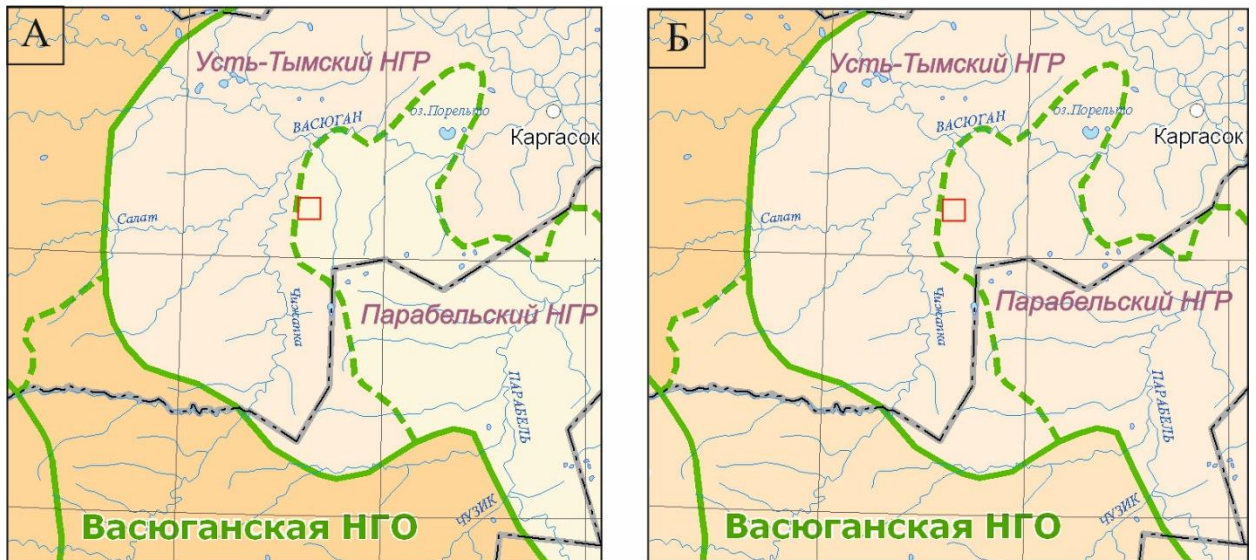 А
Усть-Тымский НГР
ВАСЮГАН
оз.Порельто
Каргасок
Салат
Чижапка
Парабельский НГР
ПАРАБЕЛЬ
Васюганская НГО
ЧУЗИК
Б
Усть-Тымский НГР
ВАСЮГАН
оз.Порельто
Каргасок
Салат
Чижапка
Парабельский НГР
ПАРАБЕЛЬ
Васюганская НГО
ЧУЗИК